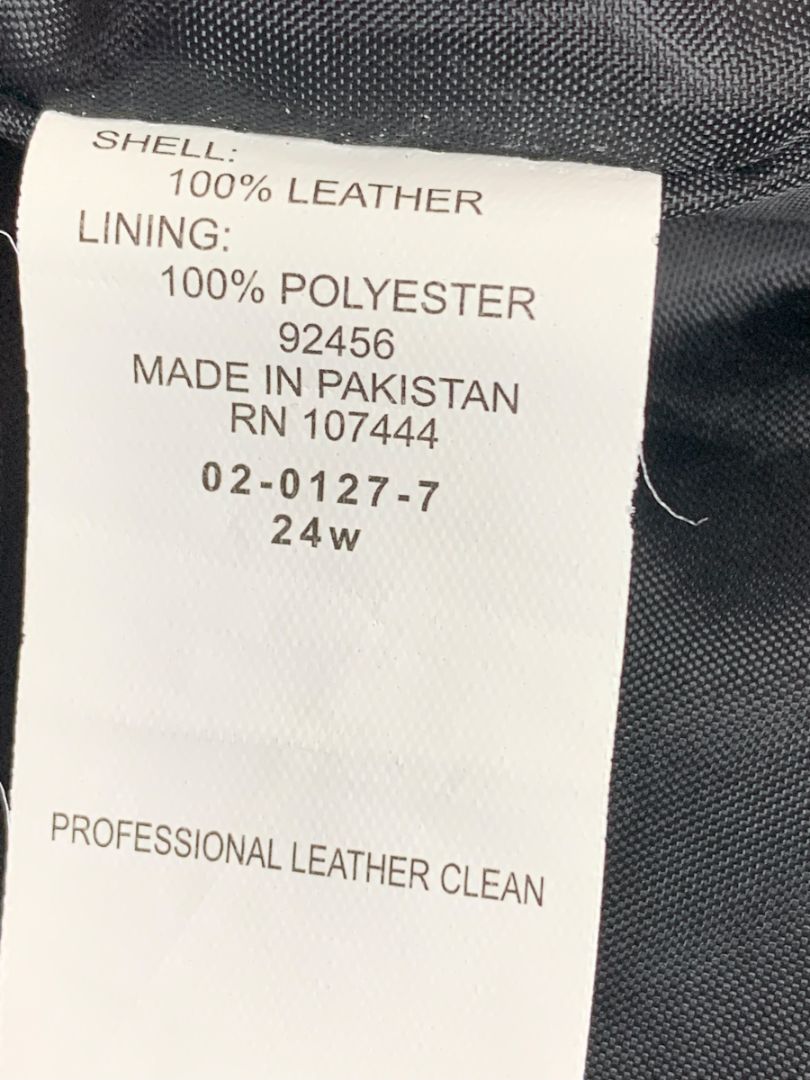 SHELL:
100% LEATHER
LINING:
100% POLYESTER
92456
MADE IN PAKISTAN
RN 107444
02-0127-7
24w
PROFESSIONAL LEATHER CLEAN